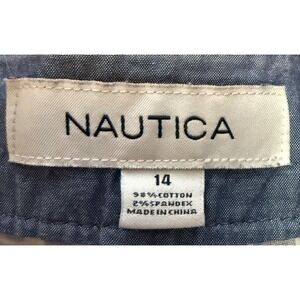 NAUTICA
14
98% COTTON
2% SPANDEX
MADE IN CHINA